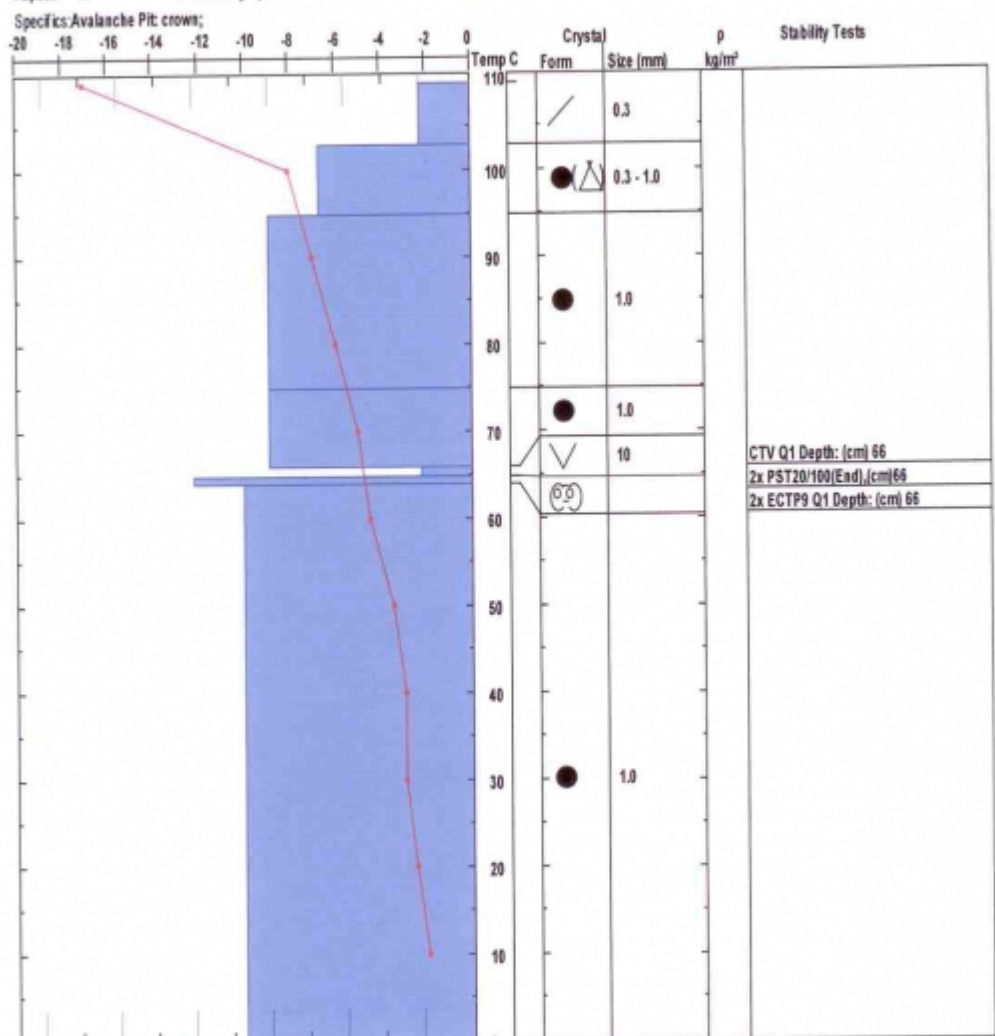 Specifics:Avalanche Pit: crown;
-20 -18 -16 -14 -12 -10 -8 -6 -4 -2 0
Temp C
Crystal
Form
Size (mm)
ρ
kg/m³
Stability Tests
110
0.3
100
0.3 - 1.0
90
1.0
80
1.0
70
10
CTV Q1 Depth: (cm) 66
2x PST20/100(End),(cm)66
2x ECTP9 Q1 Depth: (cm) 66
60
50
40
30
1.0
20
10